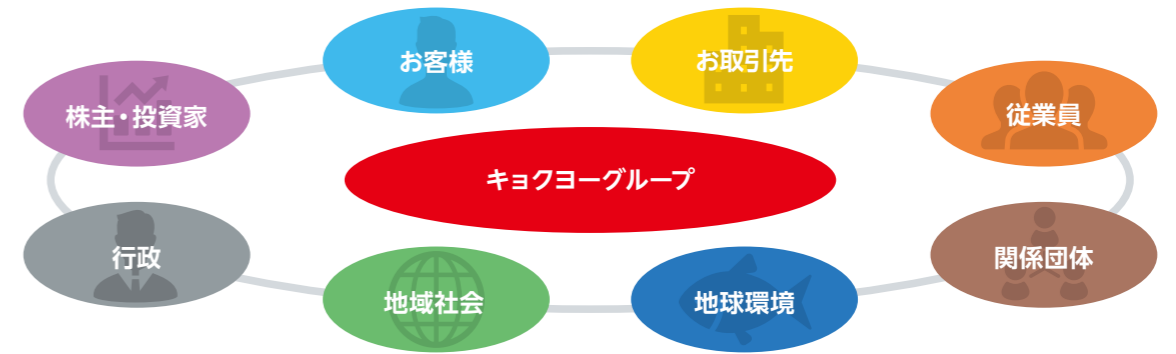 お客様
お取引先
株主・投資家
従業員
キョクヨーグループ
行政
関係団体
地域社会
地球環境